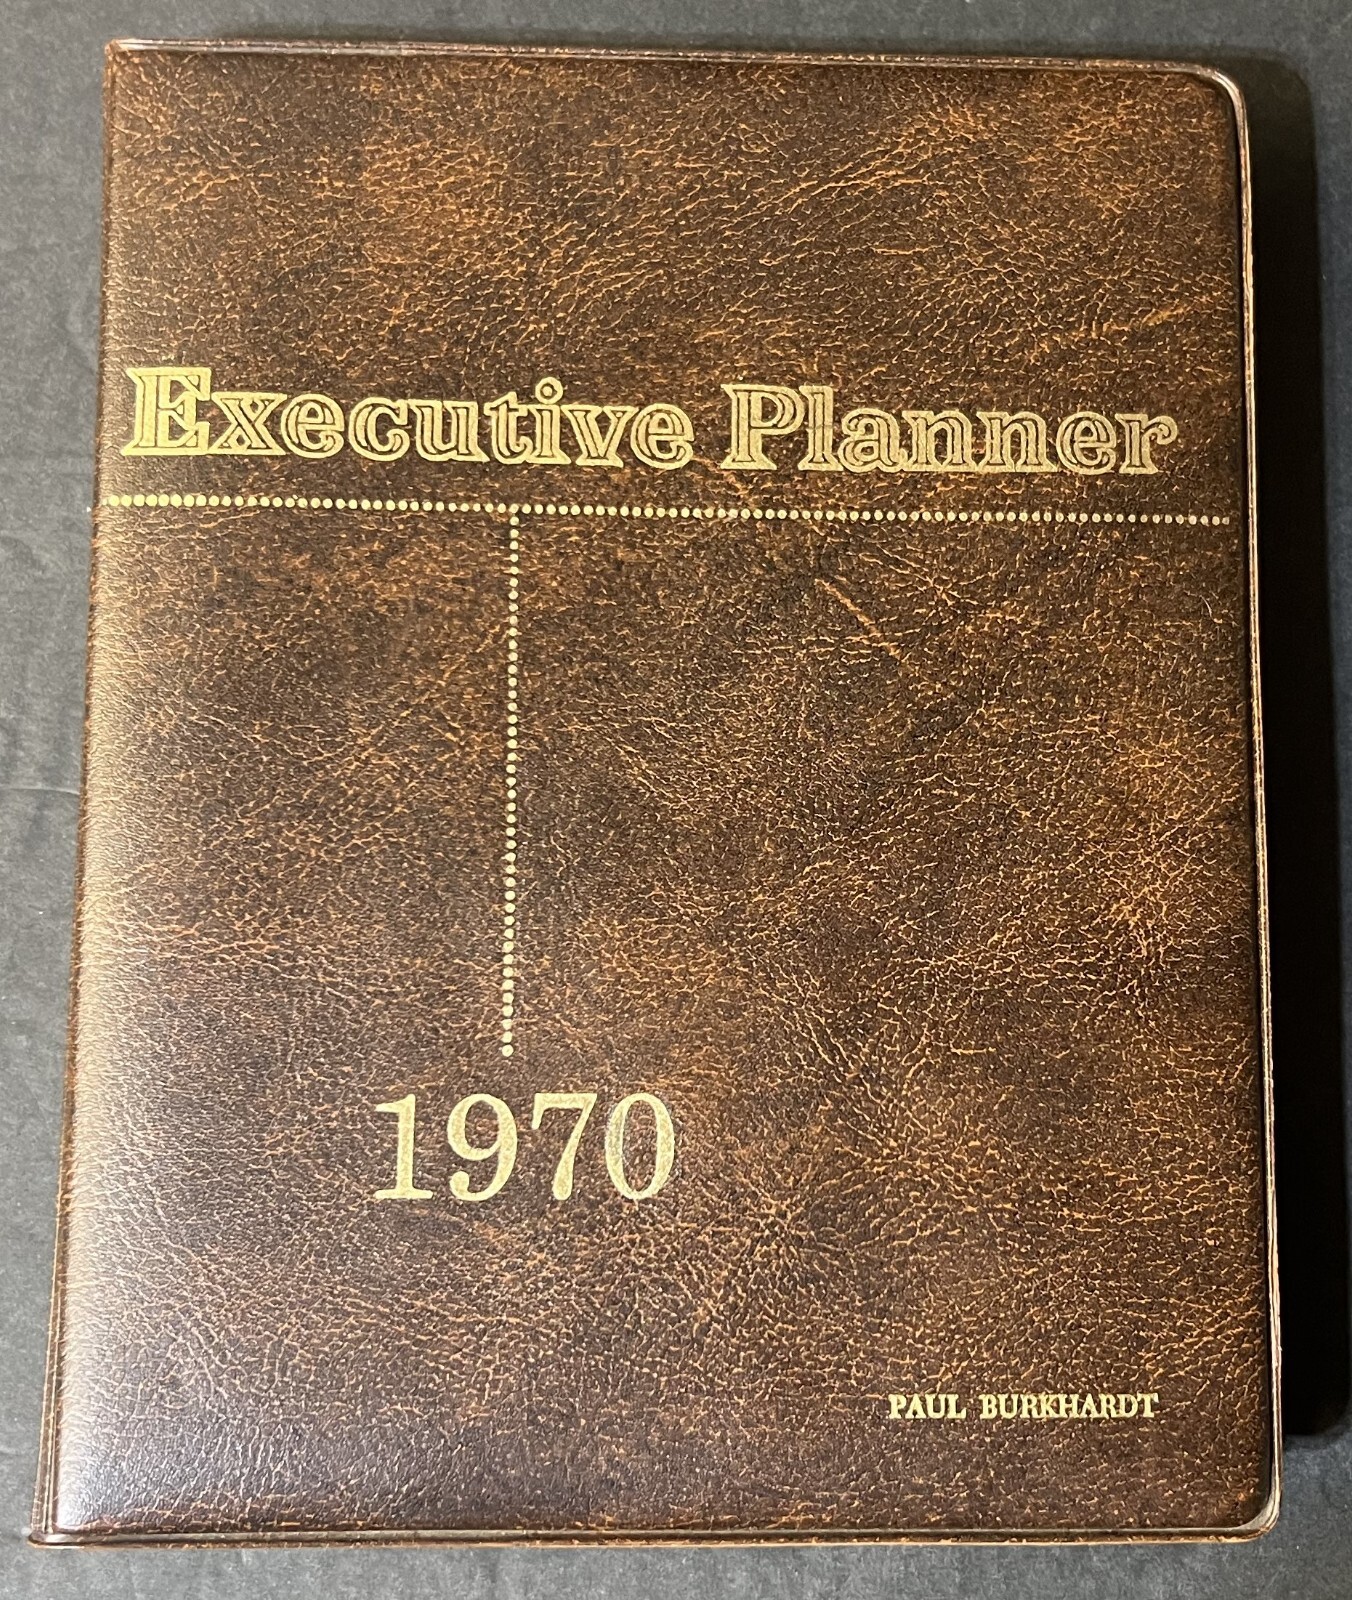 Executive Planner
1970
PAUL BURKHARDT